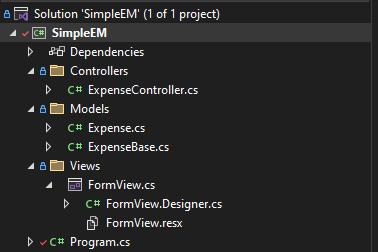 Solution 'SimpleEM' (1 of 1 project)
C# SimpleEM
Dependencies
Controllers
C# ExpenseController.cs
Models
C# Expense.cs
C# ExpenseBase.cs
Views
FormView.cs
C# FormView.Designer.cs
FormView.resx
C# Program.cs